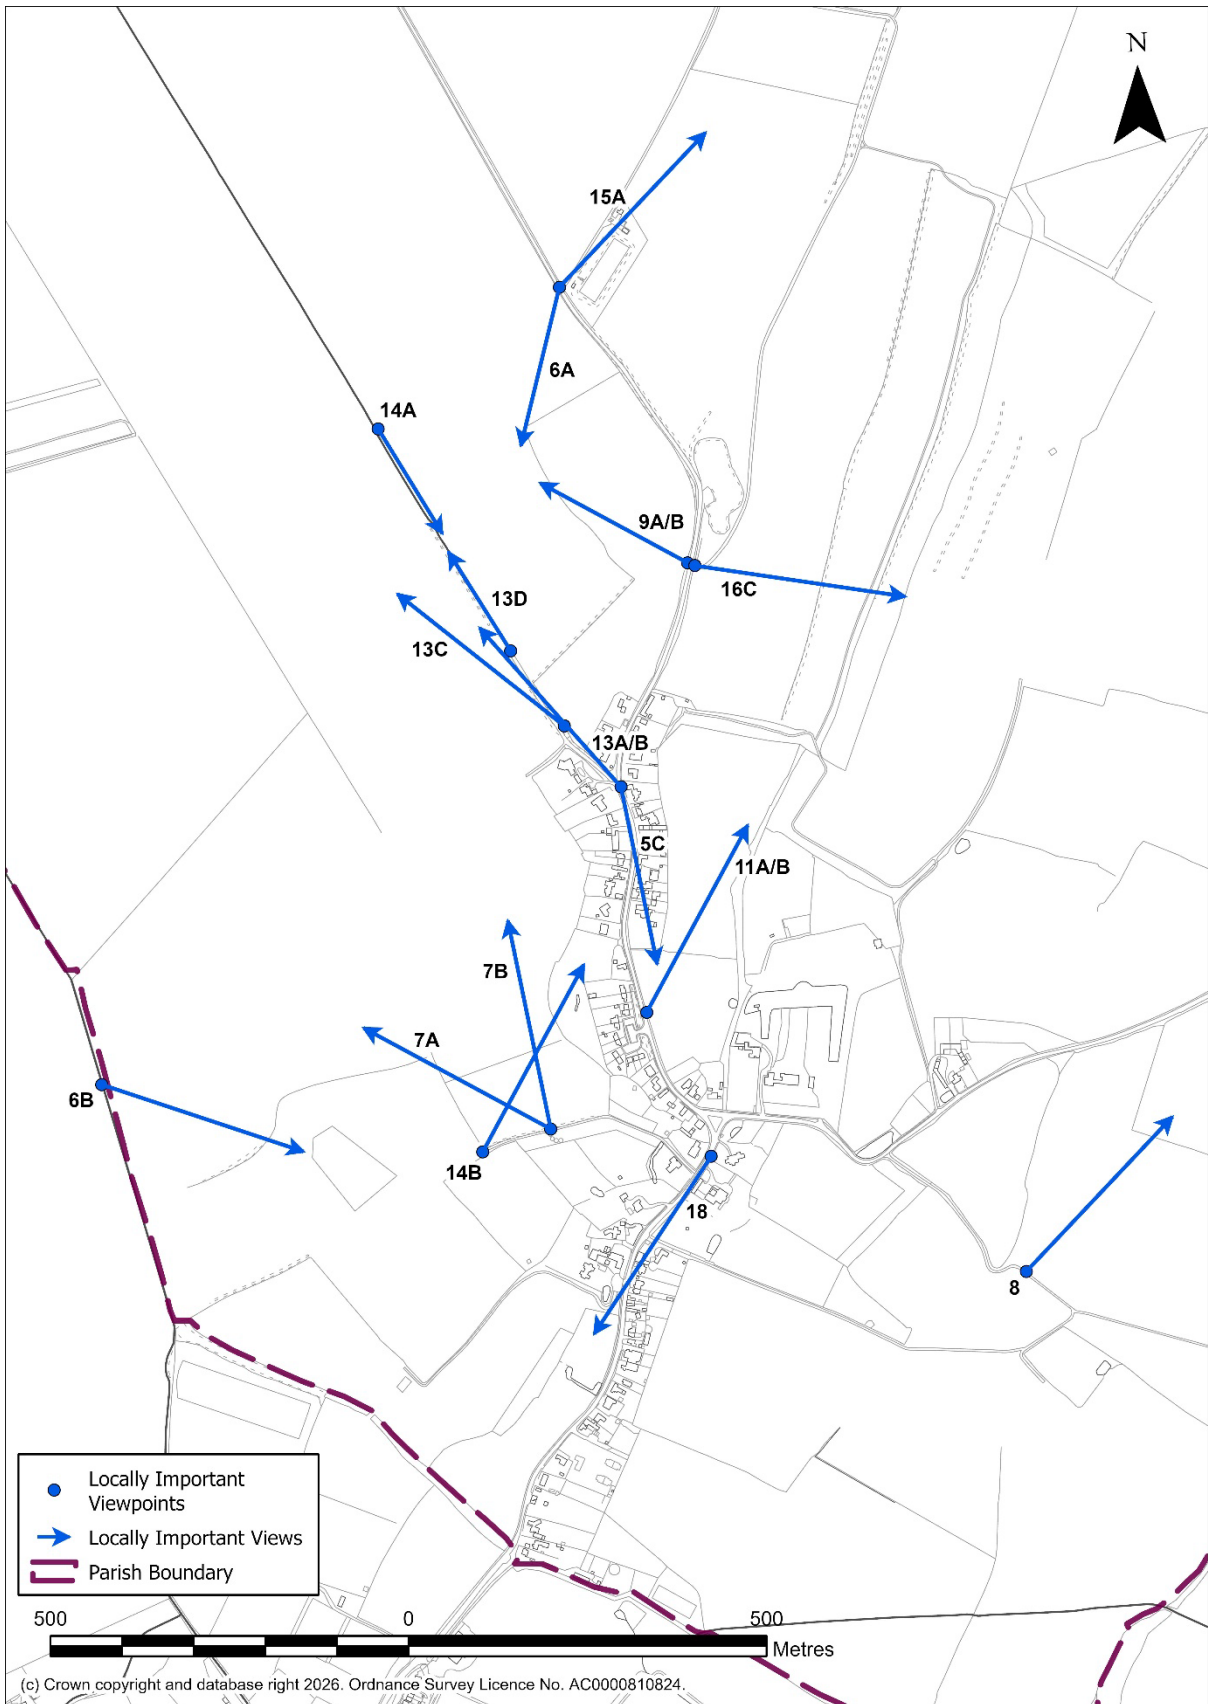 N
15A
6A
14A
9A/B
16C
13D
13C
13A/B
5C
11A/B
7B
7A
6B
14B
18
8
Locally Important
Viewpoints
Locally Important Views
Parish Boundary
500 0 500
Metres
(c) Crown copyright and database right 2026. Ordnance Survey Licence No. AC0000810824.